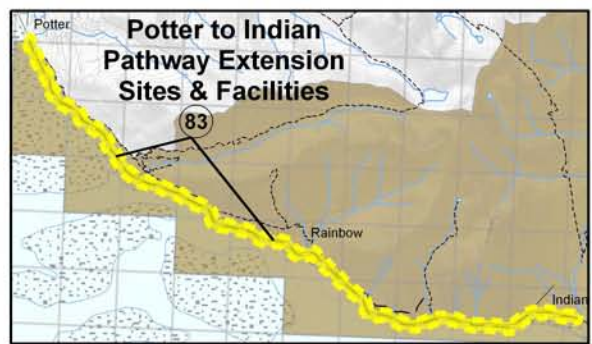 Potter
Potter to Indian
Pathway Extension
Sites & Facilities
83
Rainbow
Indian